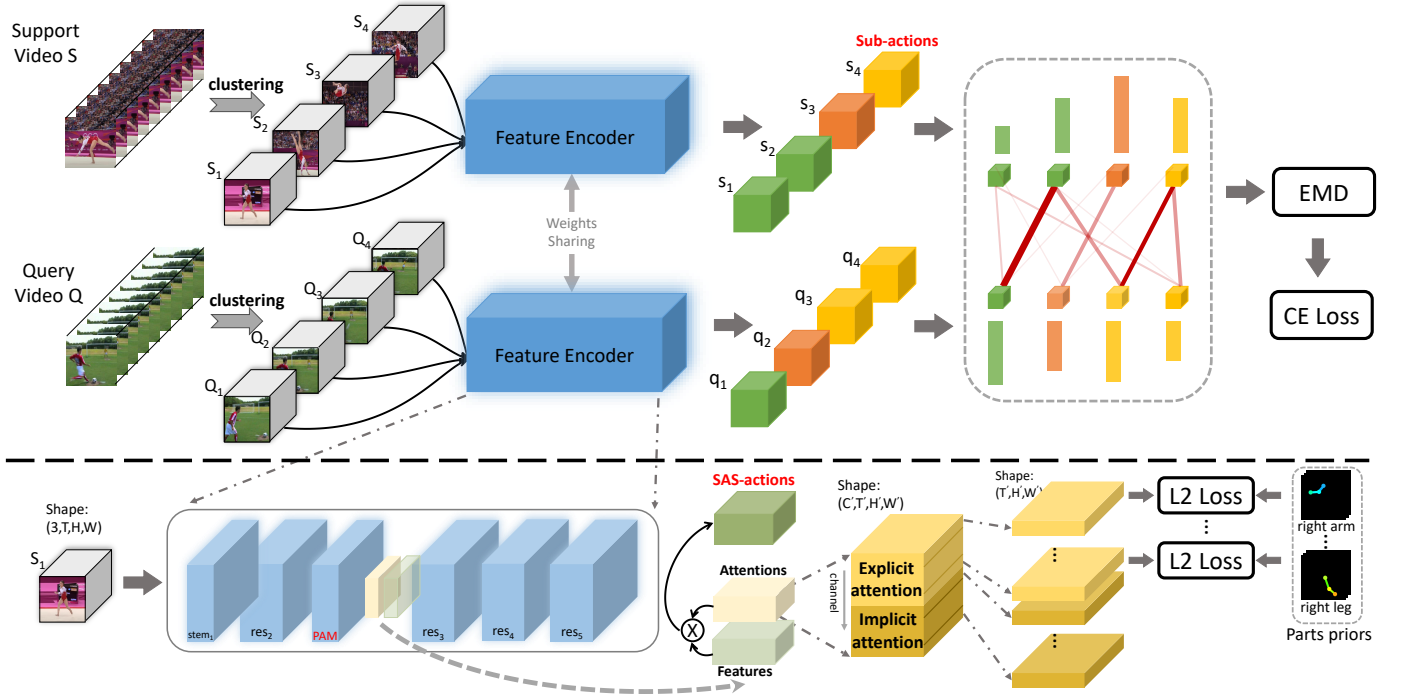 Support
Video S
clustering
S1
S2
S3
S4
Feature Encoder
Sub-actions
s1
s2
s3
s4
EMD
CE Loss
Weights
Sharing
Query
Video Q
clustering
Q1
Q2
Q3
Q4
Feature Encoder
q1
q2
q3
q4
Shape:
(3,T,H,W)
S1
stem1
res2
PAM
res3
res4
res5
SAS-actions
Attentions
X
Features
Shape:
(C′,T′,H′,W′)
channel
Explicit
attention
Implicit
attention
Shape:
(T′,H′,W′)
...
...
...
L2 Loss
...
L2 Loss
right arm
...
right leg
Parts priors